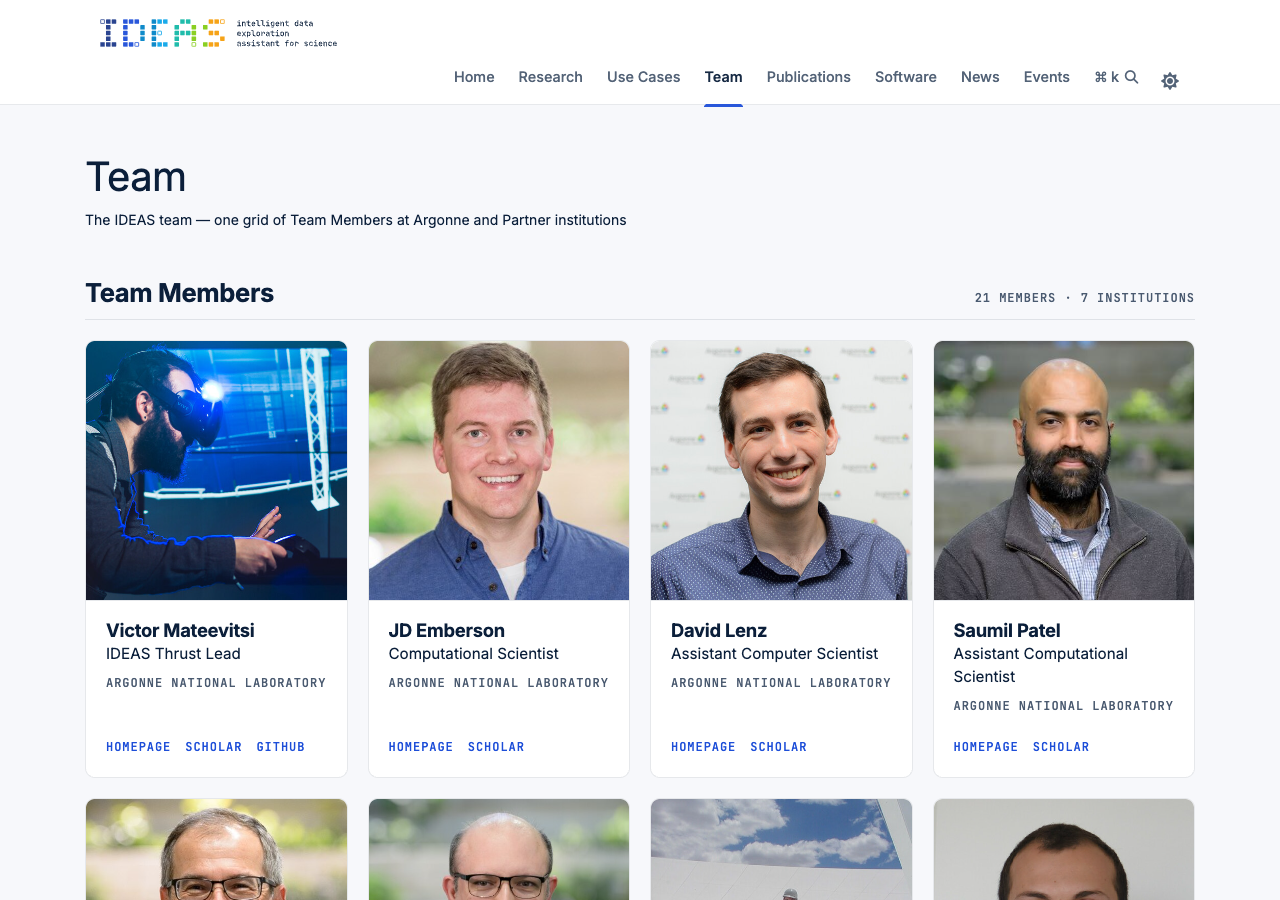 IDEAS
intelligent data
exploration
assistant for science
Home Research Use Cases Team Publications Software News Events ⌘ k
Team
The IDEAS team — one grid of Team Members at Argonne and Partner institutions
Team Members
21 MEMBERS · 7 INSTITUTIONS
Victor Mateevitsi
IDEAS Thrust Lead
ARGONNE NATIONAL LABORATORY
HOMEPAGE SCHOLAR GITHUB
JD Emberson
Computational Scientist
ARGONNE NATIONAL LABORATORY
HOMEPAGE SCHOLAR
David Lenz
Assistant Computer Scientist
ARGONNE NATIONAL LABORATORY
HOMEPAGE SCHOLAR
Saumil Patel
Assistant Computational
Scientist
ARGONNE NATIONAL LABORATORY
HOMEPAGE SCHOLAR